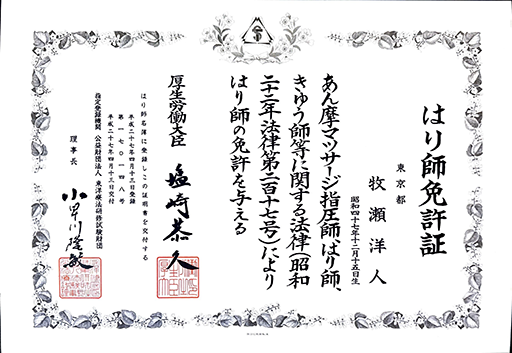 はり師免許証
東京都
牧瀬洋人
昭和四十七年十二月十五日生
あん摩マツサージ指圧師、はり師、
きゆう師等に関する法律(昭和
二十二年法律第二百十七号)により
はり師の免許を与える
厚生労働大臣 塩崎恭久
平成二十七年四月十三日登録
第一七〇一四八号
はり師名簿に登録しこの証明書を交付する
平成二十七年四月十三日交付
指定登録機関 公益財団法人 東洋療法研修試験財団
理事長 小早川隆敏